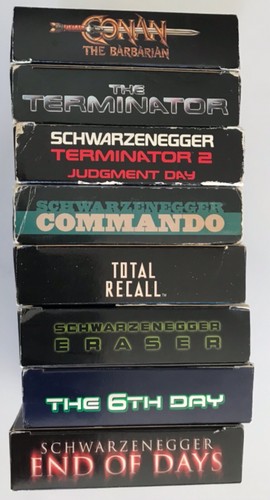 CONAN
THE BARBARIAN
THE
TERMINATOR
SCHWARZENEGGER
TERMINATOR 2
JUDGMENT DAY
SCHWARZENEGGER
COMMANDO
TOTAL
RECALL™
SCHWARZENEGGER
ERASER
THE 6TH DAY
SCHWARZENEGGER
END OF DAYS